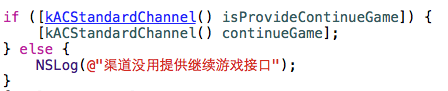 if ([kACStandardChannel() isProvideContinueGame]) {
    [kACStandardChannel() continueGame];
} else {
    NSLog(@"渠道没用提供继续游戏接口");
}